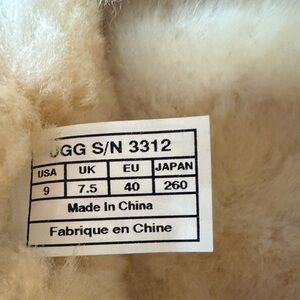 UGG S/N 3312
USA UK EU JAPAN
9 7.5 40 260
Made In China
Fabrique en Chine